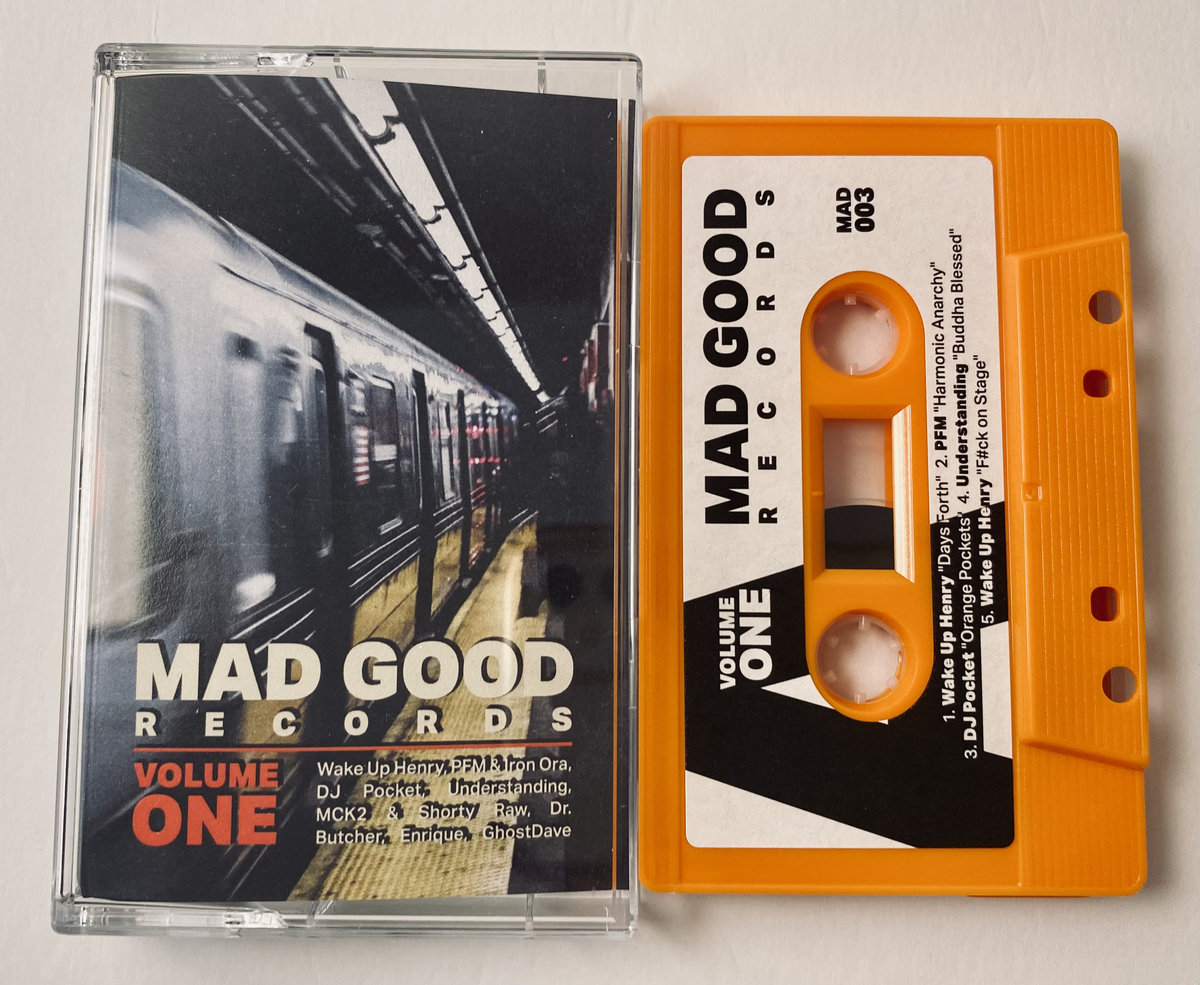 MAD GOOD
RECORDS
VOLUME
ONE
Wake Up Henry, PFM & Iron Ora,
DJ Pocket, Understanding,
MCK2 & Shorty Raw, Dr.
Butcher, Enrique, GhostDave
MAD GOOD
RECORDS
MAD
003
VOLUME
ONE
1. Wake Up Henry "Days Forth" 2. PFM "Harmonic Anarchy"
3. DJ Pocket "Orange Pockets" 4. Understanding "Buddha Blessed"
5. Wake Up Henry "F#ck on Stage"